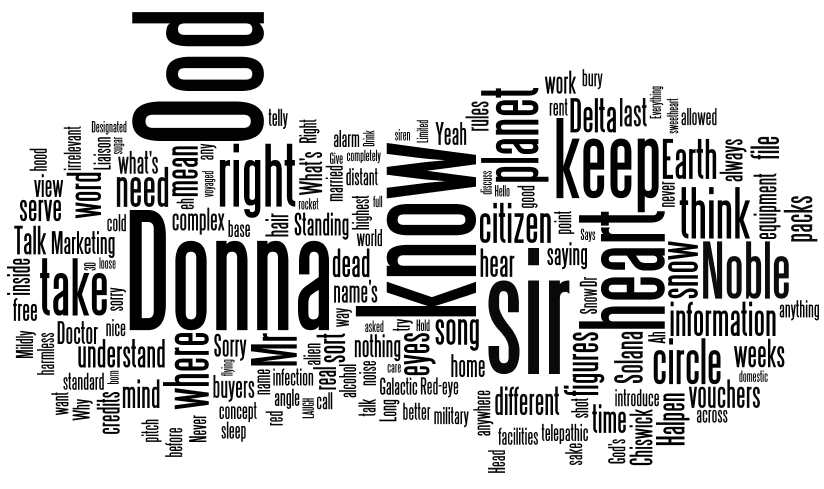 Ood
telly
Designated
Liaison
sugar
irrelevant
-hood
view
serve
word
what's
need
eh
mean
any
voyaged
right
What's
Right
rocket
alarm
Give
married
Drink
completely
distant
siren
Limited
Yeah
rules
planet
discuss
Hello
good
work
bury
rent
Delta
last
Everything
sweetheart
allowed
keep
Earth
never
always
file
equipment
packs
think
Talk
Marketing
cold
complex
base
hair
Standing
highest
full
world
know
citizen
point
Says
saying
heart
snow
Noble
inside
free
take
3D
loose
sorry
Donna
dead
name's
way
hear
sir
Snow
Dr
information
anything
Mildly
harmless
Doctor
nice
understand
where
Sorry
Mr
alien
sort
real
asked
try
Hold
nothing
eyes
song
home
figures
Solana
Ah
circle
weeks
domestic
standard
born
mind
flying
buyers
name
infection
angle
LAUGH
call
alcohol
noise
care
Galactic
Red-eye
different
shut
introduce
vouchers
across
want
Why
credits
pitch
before
Never
concept
sleep
red
talk
Long
better
military
anywhere
facilities
telepathic
Head
sake
time
God's
Chiswick
Halpen